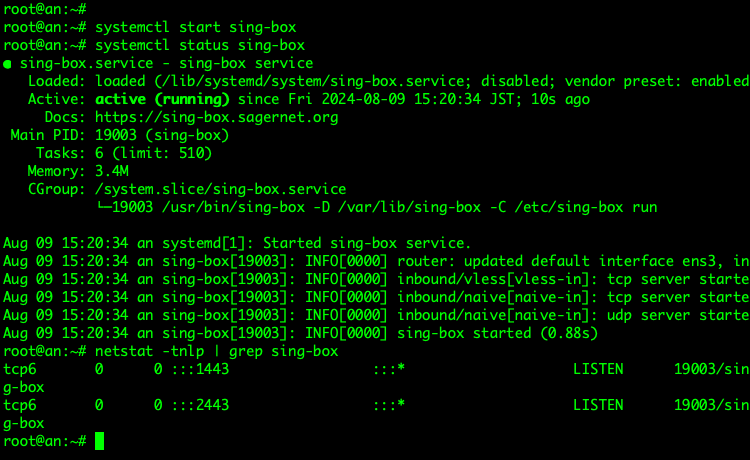 root@an:~#
root@an:~# systemctl start sing-box
root@an:~# systemctl status sing-box
● sing-box.service - sing-box service
   Loaded: loaded (/lib/systemd/system/sing-box.service; disabled; vendor preset: enabled
   Active: active (running) since Fri 2024-08-09 15:20:34 JST; 10s ago
     Docs: https://sing-box.sagernet.org
 Main PID: 19003 (sing-box)
    Tasks: 6 (limit: 510)
   Memory: 3.4M
   CGroup: /system.slice/sing-box.service
           └─19003 /usr/bin/sing-box -D /var/lib/sing-box -C /etc/sing-box run

Aug 09 15:20:34 an systemd[1]: Started sing-box service.
Aug 09 15:20:34 an sing-box[19003]: INFO[0000] router: updated default interface ens3, in
Aug 09 15:20:34 an sing-box[19003]: INFO[0000] inbound/vless[vless-in]: tcp server starte
Aug 09 15:20:34 an sing-box[19003]: INFO[0000] inbound/naive[naive-in]: tcp server starte
Aug 09 15:20:34 an sing-box[19003]: INFO[0000] inbound/naive[naive-in]: udp server starte
Aug 09 15:20:34 an sing-box[19003]: INFO[0000] sing-box started (0.88s)
root@an:~# netstat -tnlp | grep sing-box
tcp6       0      0 :::1443                 :::*                    LISTEN      19003/sin
g-box
tcp6       0      0 :::2443                 :::*                    LISTEN      19003/sin
g-box
root@an:~#